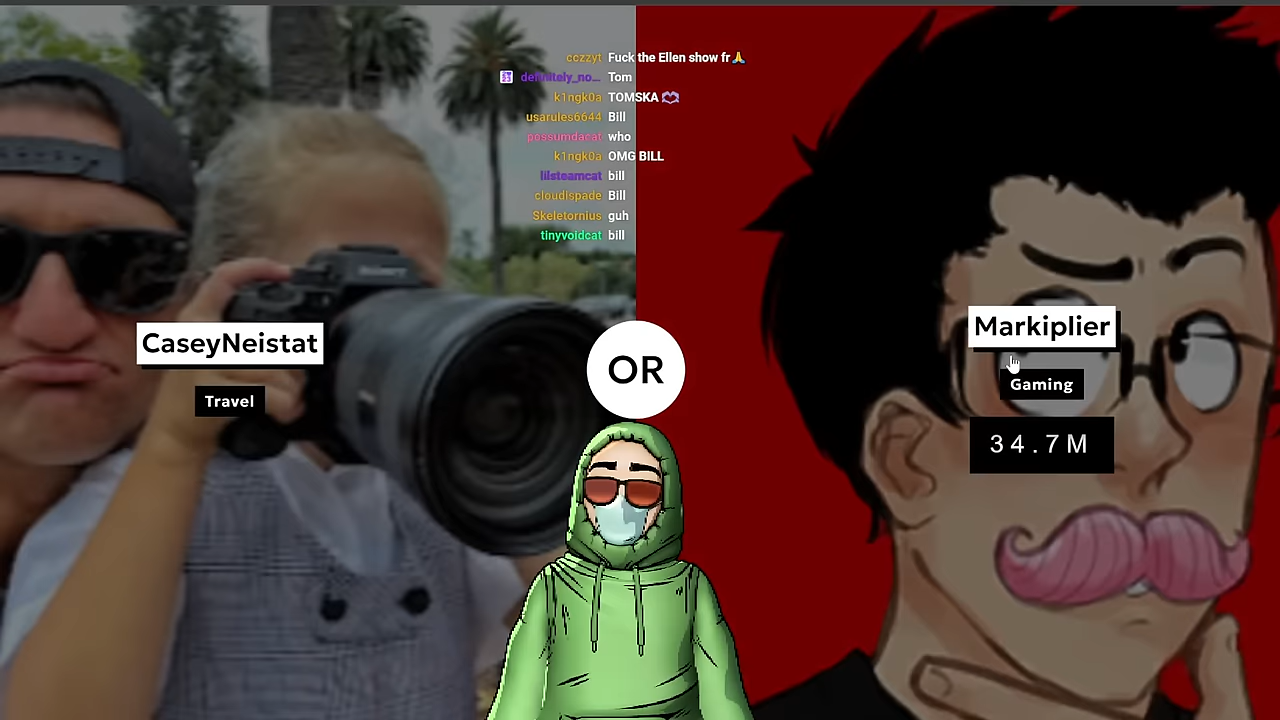 cczzyt Fuck the Ellen show fr🙏
definitely_no... Tom
k1ngk0a TOMSKA
usarules6644 Bill
possumdacat who
k1ngk0a OMG BILL
lilsteamcat bill
cloudispade Bill
Skeletornius guh
tinyvoidcat bill
CaseyNeistat
Travel
OR
Markiplier
Gaming
34.7M